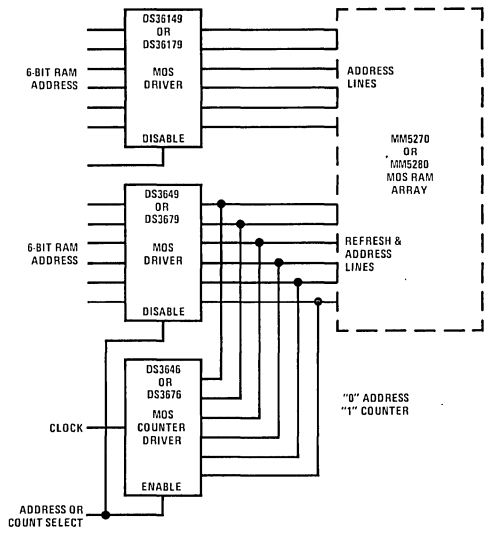 DS36149
OR
DS36179
MOS
DRIVER
DISABLE
6-BIT RAM
ADDRESS
ADDRESS
LINES
MM5270
OR
MM5280
MOS RAM
ARRAY
DS3649
OR
DS3679
MOS
DRIVER
DISABLE
6-BIT RAM
ADDRESS
REFRESH &
ADDRESS
LINES
DS3646
OR
DS3676
MOS
COUNTER
DRIVER
ENABLE
CLOCK
"0" ADDRESS
"1" COUNTER
ADDRESS OR
COUNT SELECT